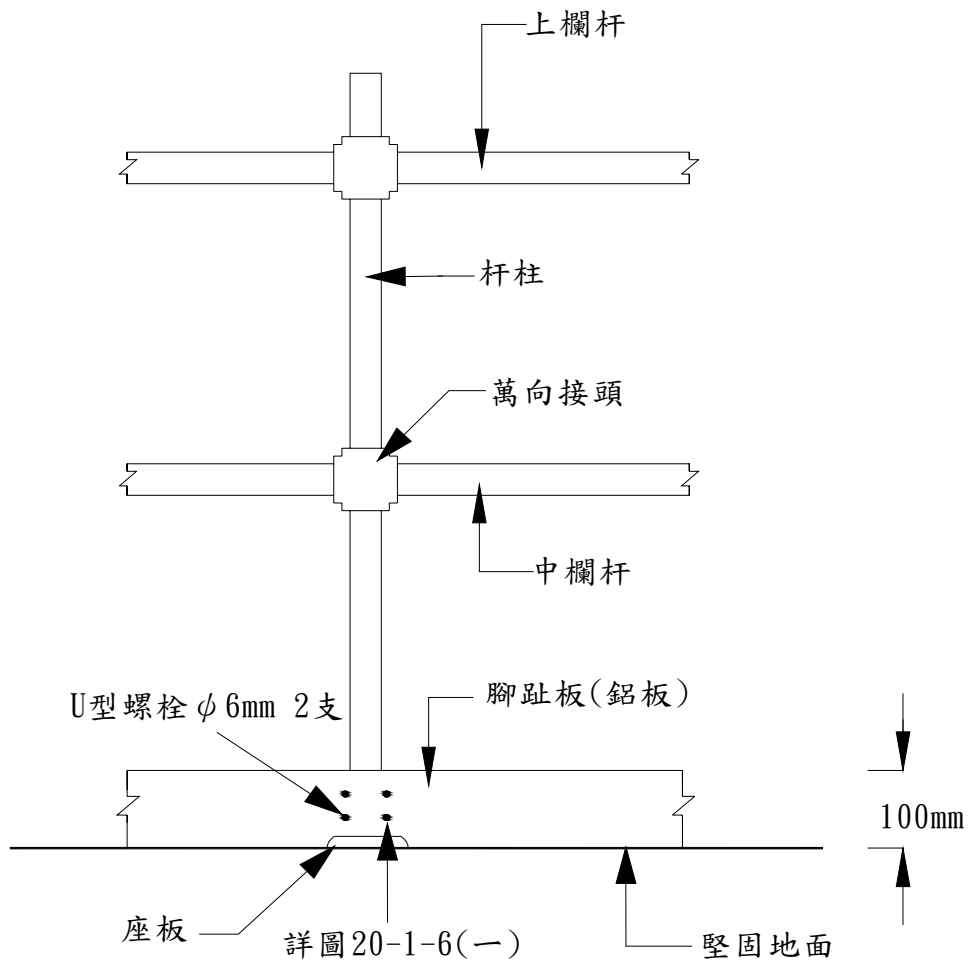 上欄杆
杆柱
萬向接頭
中欄杆
U型螺栓φ6mm 2支
腳趾板(鋁板)
100mm
座板
詳圖20-1-6(一)
堅固地面